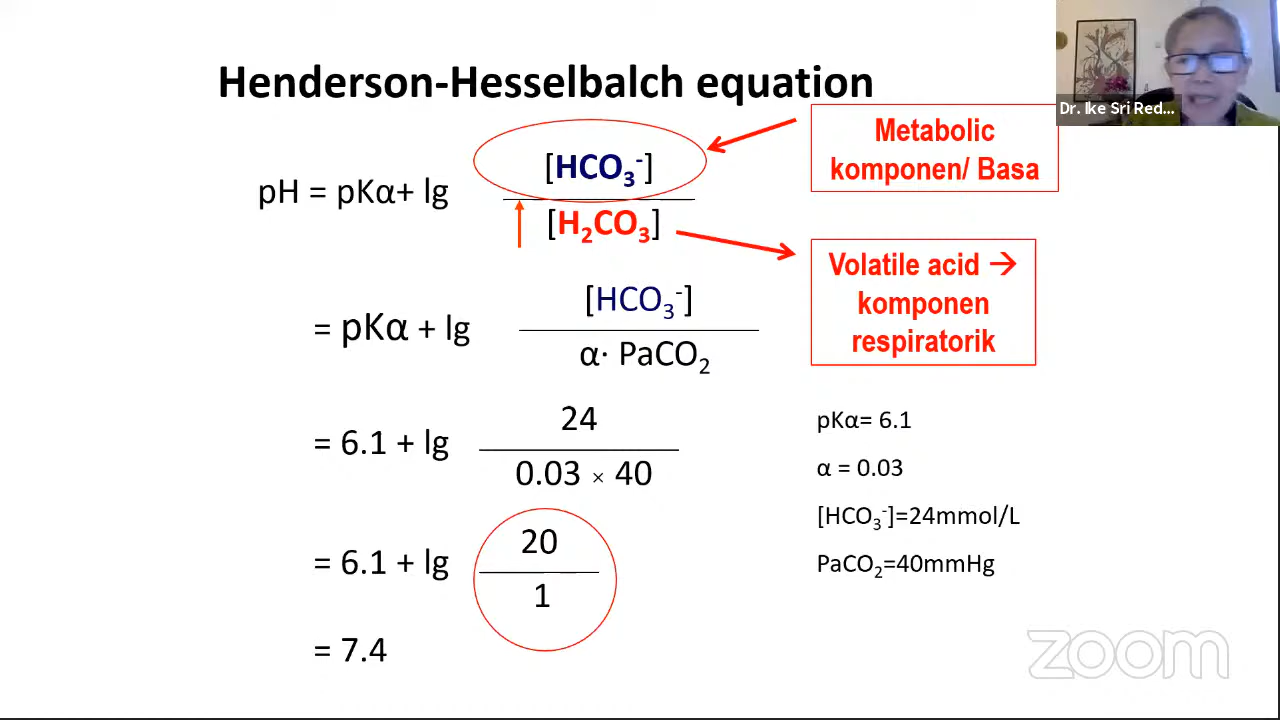 Henderson-Hesselbalch equation
Dr. Ike Sri Red...
[HCO₃⁻]
pH = pKα+ lg
[H₂CO₃]
Metabolic
komponen/ Basa
Volatile acid →
komponen
respiratorik
[HCO₃⁻]
= pKα + lg
α· PaCO₂
24
= 6.1 + lg
0.03 × 40
20
= 6.1 + lg
1
= 7.4
pKα= 6.1
α = 0.03
[HCO₃⁻]=24mmol/L
PaCO₂=40mmHg
zoom